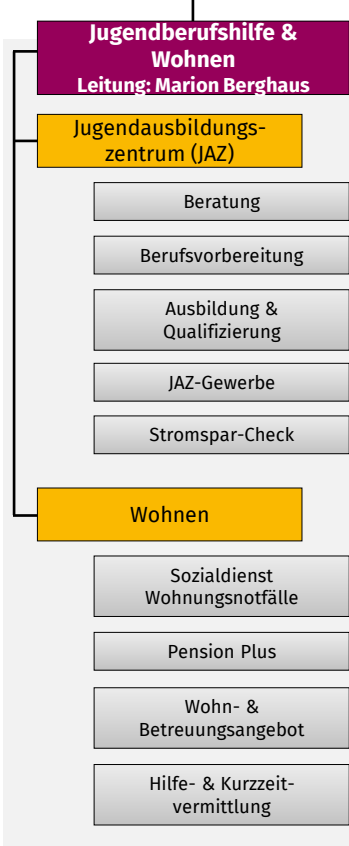 Jugendberufshilfe &
Wohnen
Leitung: Marion Berghaus
Jugendausbildungs-
zentrum (JAZ)
Beratung
Berufsvorbereitung
Ausbildung &
Qualifizierung
JAZ-Gewerbe
Stromspar-Check
Wohnen
Sozialdienst
Wohnungsnotfälle
Pension Plus
Wohn- &
Betreuungsangebot
Hilfe- & Kurzzeit-
vermittlung